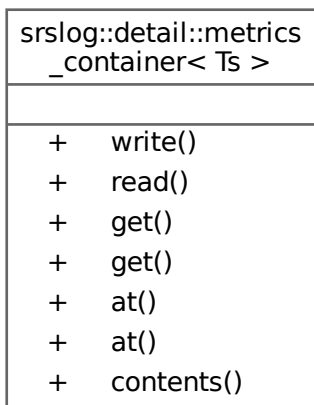 srslog::detail::metrics
_container< Ts >
+ write()
+ read()
+ get()
+ get()
+ at()
+ at()
+ contents()